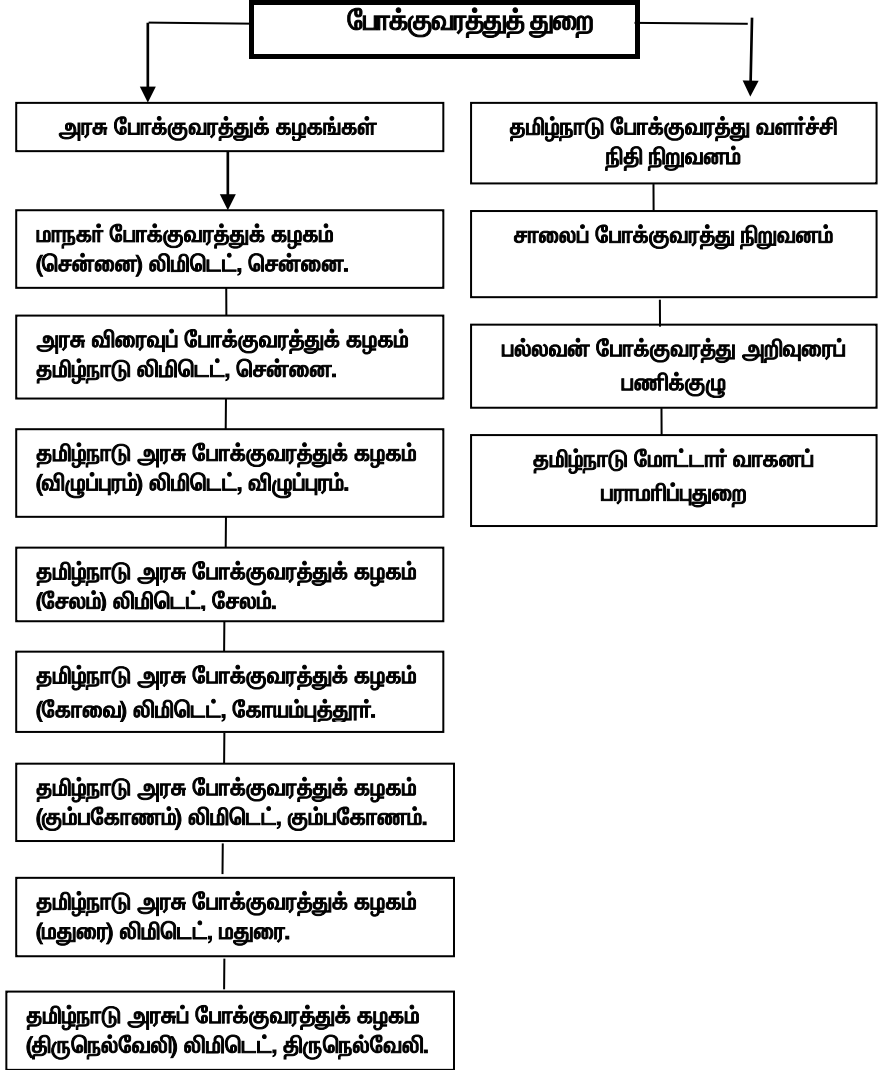 போக்குவரத்துத் துறை
அரசு போக்குவரத்துக் கழகங்கள்
மாநகர் போக்குவரத்துக் கழகம்
(சென்னை) லிமிடெட், சென்னை.
அரசு விரைவுப் போக்குவரத்துக் கழகம்
தமிழ்நாடு லிமிடெட், சென்னை.
தமிழ்நாடு அரசு போக்குவரத்துக் கழகம்
(விழுப்புரம்) லிமிடெட், விழுப்புரம்.
தமிழ்நாடு அரசு போக்குவரத்துக் கழகம்
(சேலம்) லிமிடெட், சேலம்.
தமிழ்நாடு அரசு போக்குவரத்துக் கழகம்
(கோவை) லிமிடெட், கோயம்புத்தூர்.
தமிழ்நாடு அரசு போக்குவரத்துக் கழகம்
(கும்பகோணம்) லிமிடெட், கும்பகோணம்.
தமிழ்நாடு அரசு போக்குவரத்துக் கழகம்
(மதுரை) லிமிடெட், மதுரை.
தமிழ்நாடு அரசுப் போக்குவரத்துக் கழகம்
(திருநெல்வேலி) லிமிடெட், திருநெல்வேலி.
தமிழ்நாடு போக்குவரத்து வளர்ச்சி
நிதி நிறுவனம்
சாலைப் போக்குவரத்து நிறுவனம்
பல்லவன் போக்குவரத்து அறிவுரைப்
பணிக்குழு
தமிழ்நாடு மோட்டார் வாகனப்
பராமரிப்புதுறை